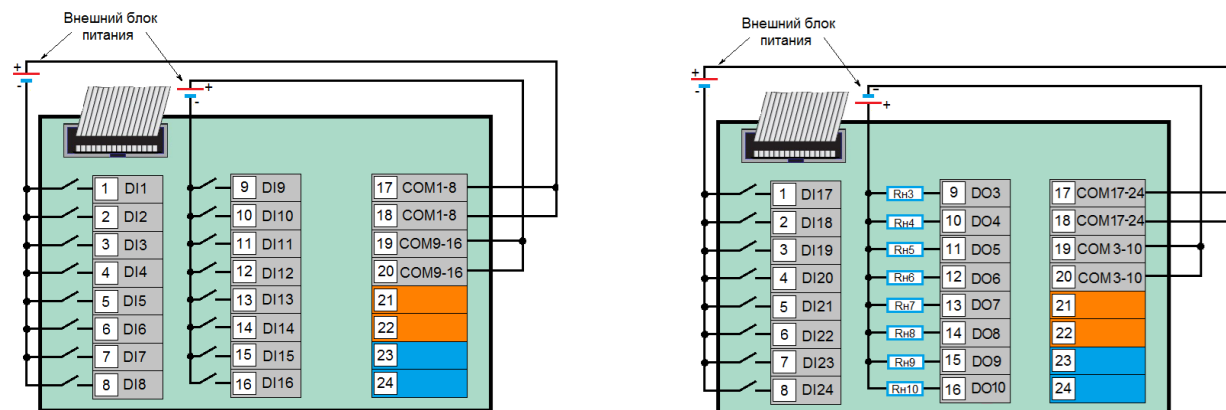 Внешний блок
питания
+
-
+
-
1 DI1
2 DI2
3 DI3
4 DI4
5 DI5
6 DI6
7 DI7
8 DI8
9 DI9
10 DI10
11 DI11
12 DI12
13 DI13
14 DI14
15 DI15
16 DI16
17 COM1-8
18 COM1-8
19 COM9-16
20 COM9-16
21
22
23
24
Внешний блок
питания
+
-
-
+
1 DI17
2 DI18
3 DI19
4 DI20
5 DI21
6 DI22
7 DI23
8 DI24
Rн3 9 DO3
Rн4 10 DO4
Rн5 11 DO5
Rн6 12 DO6
Rн7 13 DO7
Rн8 14 DO8
Rн9 15 DO9
Rн10 16 DO10
17 COM17-24
18 COM17-24
19 COM3-10
20 COM3-10
21
22
23
24